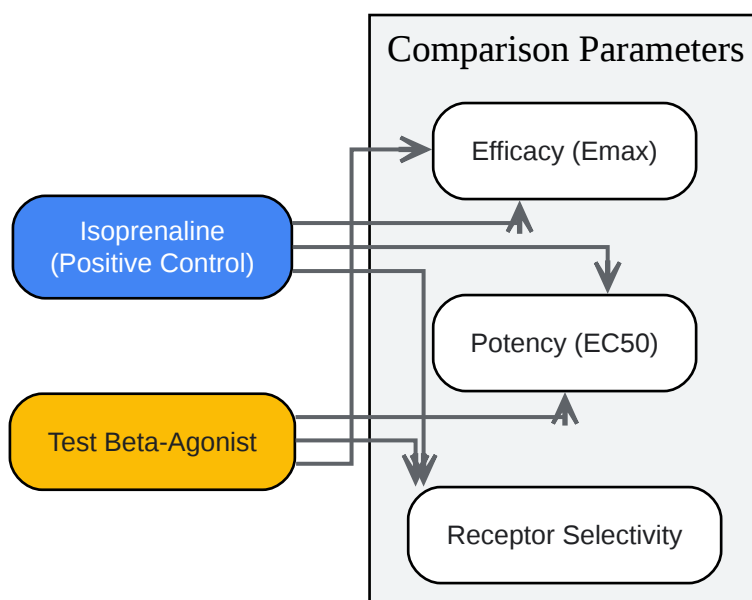 Comparison Parameters
Efficacy (Emax)
Isoprenaline
(Positive Control)
Potency (EC50)
Test Beta-Agonist
Receptor Selectivity